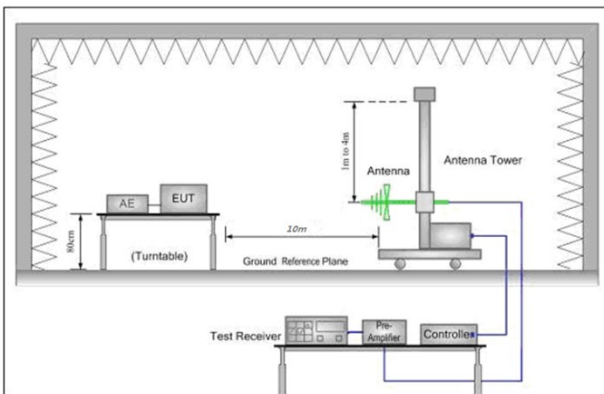 1m to 4m
Antenna
Antenna Tower
AE
EUT
80cm
(Turntable)
10m
Ground Reference Plane
Test Receiver
Pre-
Amplifier
Controller